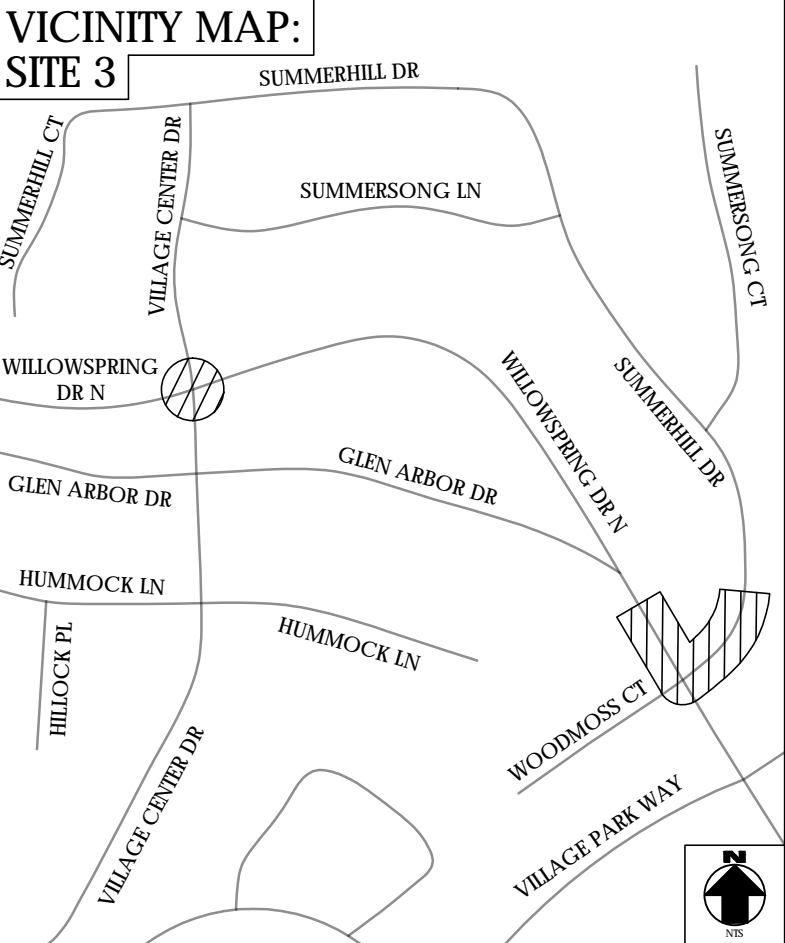 VICINITY MAP:
SITE 3
SUMMERHILL DR
SUMMERHILL CT
VILLAGE CENTER DR
SUMMERSONG LN
SUMMERSONG CT
WILLOWSPRING
DR N
WILLOWSPRING DR N
SUMMERHILL DR
GLEN ARBOR DR
GLEN ARBOR DR
HUMMOCK LN
HUMMOCK LN
HILLOCK PL
WOODMOSS CT
VILLAGE CENTER DR
VILLAGE PARK WAY
N
NTS